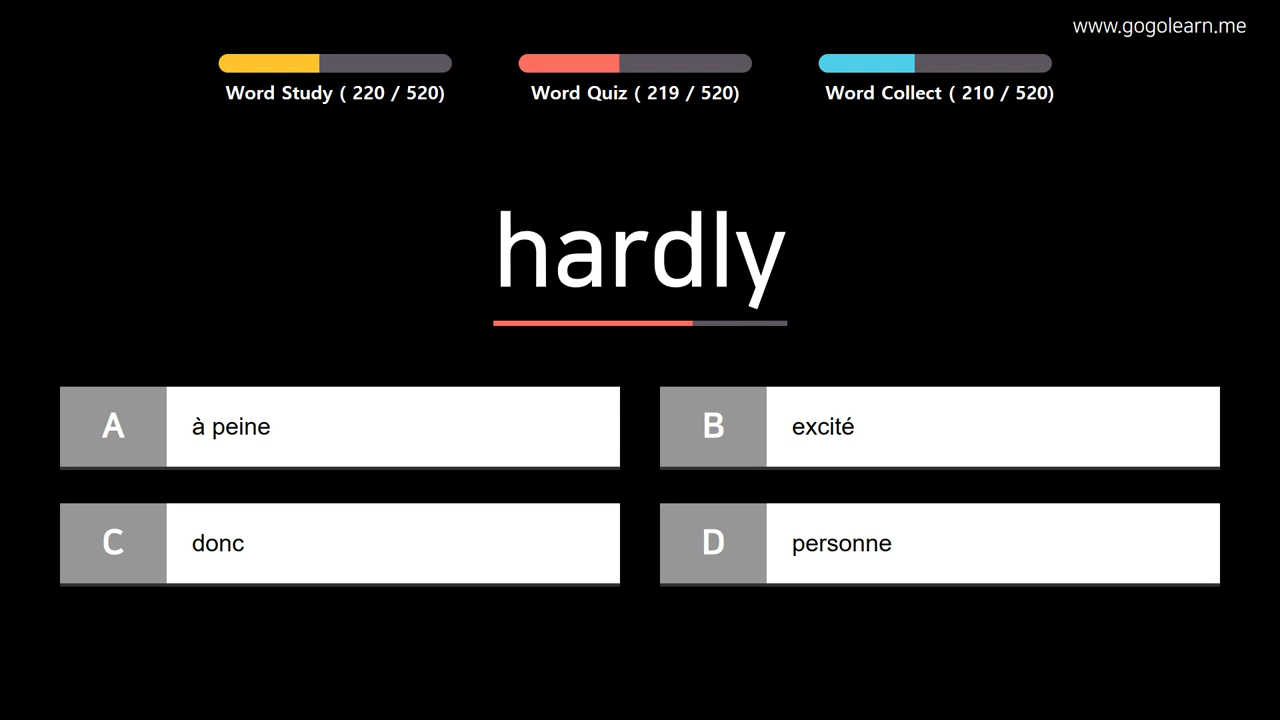 www.gogolearn.me
Word Study ( 220 / 520)
Word Quiz ( 219 / 520)
Word Collect ( 210 / 520)
hardly
A
à peine
B
excité
C
donc
D
personne